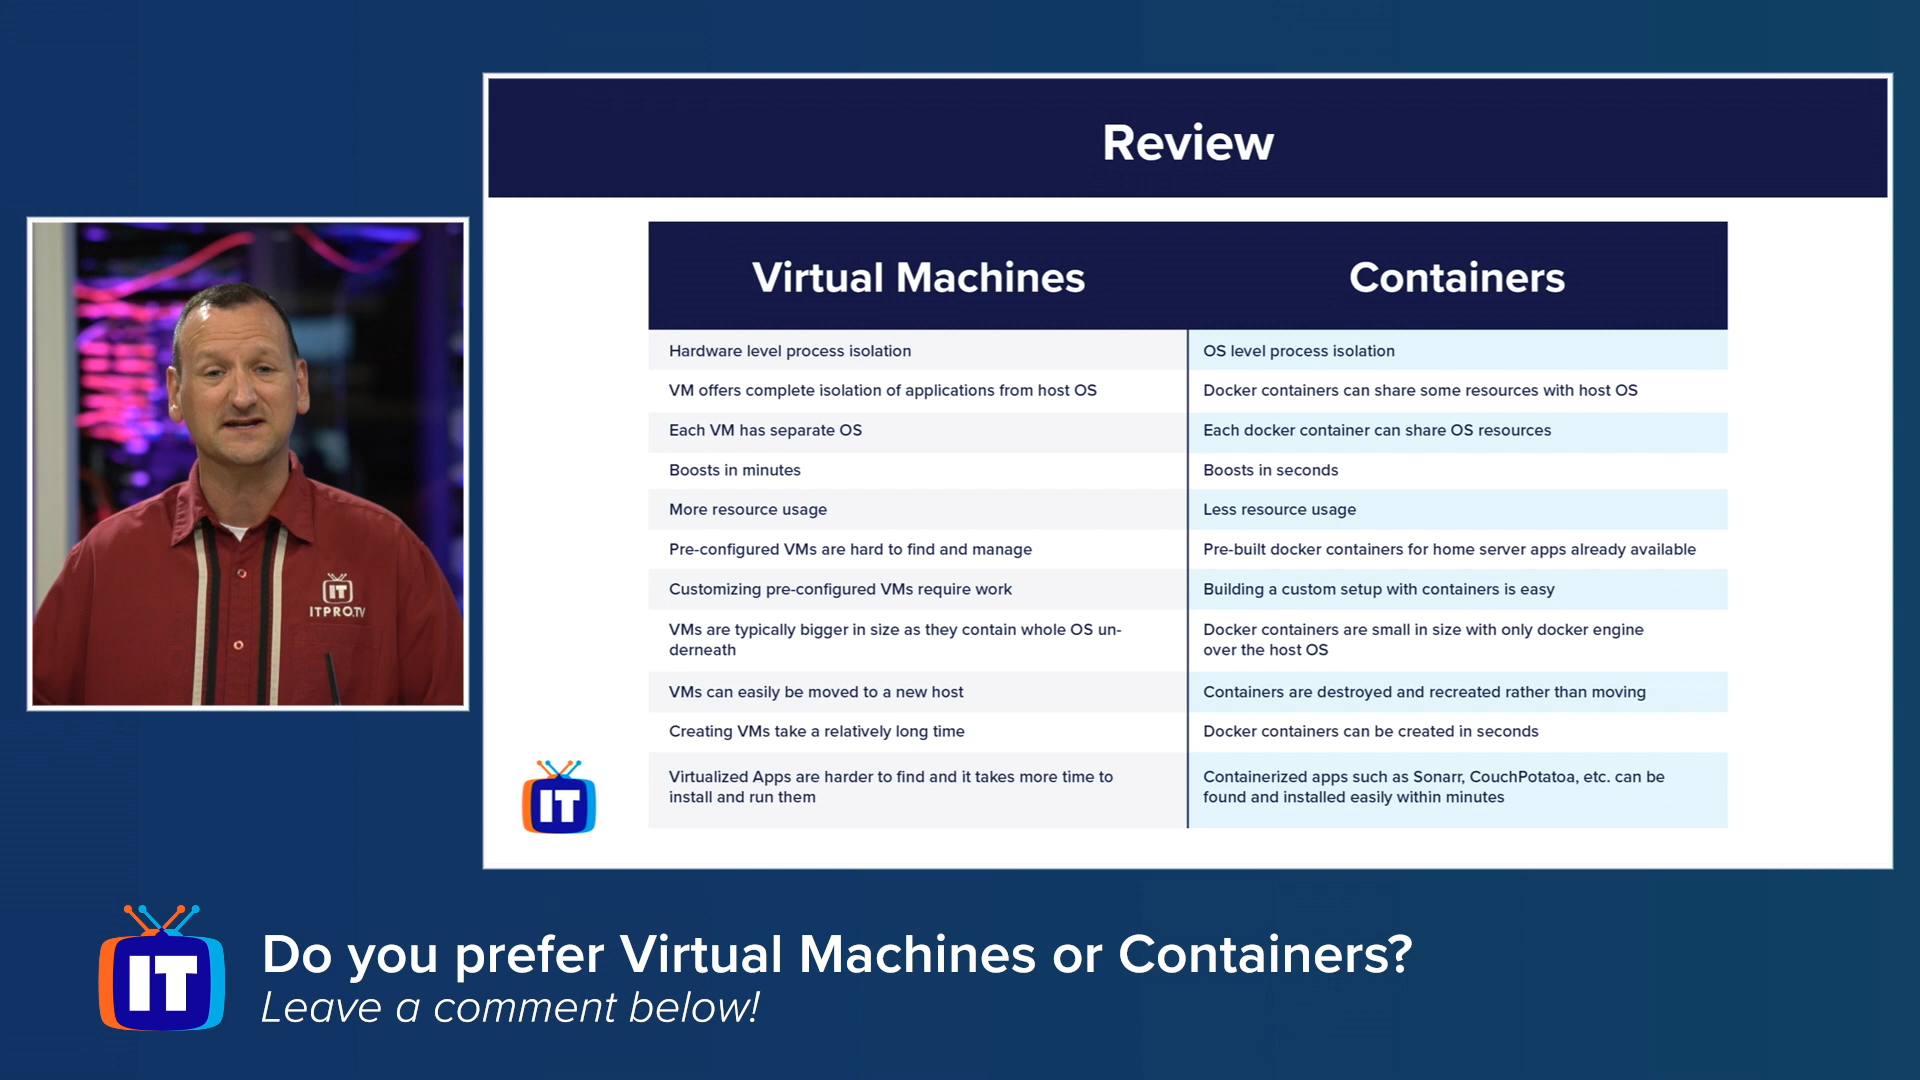 Review
Virtual Machines
Containers
Hardware level process isolation
OS level process isolation
VM offers complete isolation of applications from host OS
Docker containers can share some resources with host OS
Each VM has separate OS
Each docker container can share OS resources
Boosts in minutes
Boosts in seconds
More resource usage
Less resource usage
Pre-configured VMs are hard to find and manage
Pre-built docker containers for home server apps already available
Customizing pre-configured VMs require work
Building a custom setup with containers is easy
VMs are typically bigger in size as they contain whole OS un-
derneath
Docker containers are small in size with only docker engine
over the host OS
VMs can easily be moved to a new host
Containers are destroyed and recreated rather than moving
Creating VMs take a relatively long time
Docker containers can be created in seconds
Virtualized Apps are harder to find and it takes more time to
install and run them
Containerized apps such as Sonarr, CouchPotatoa, etc. can be
found and installed easily within minutes
IT
IT
ITPRO.TV
IT
Do you prefer Virtual Machines or Containers?
Leave a comment below!